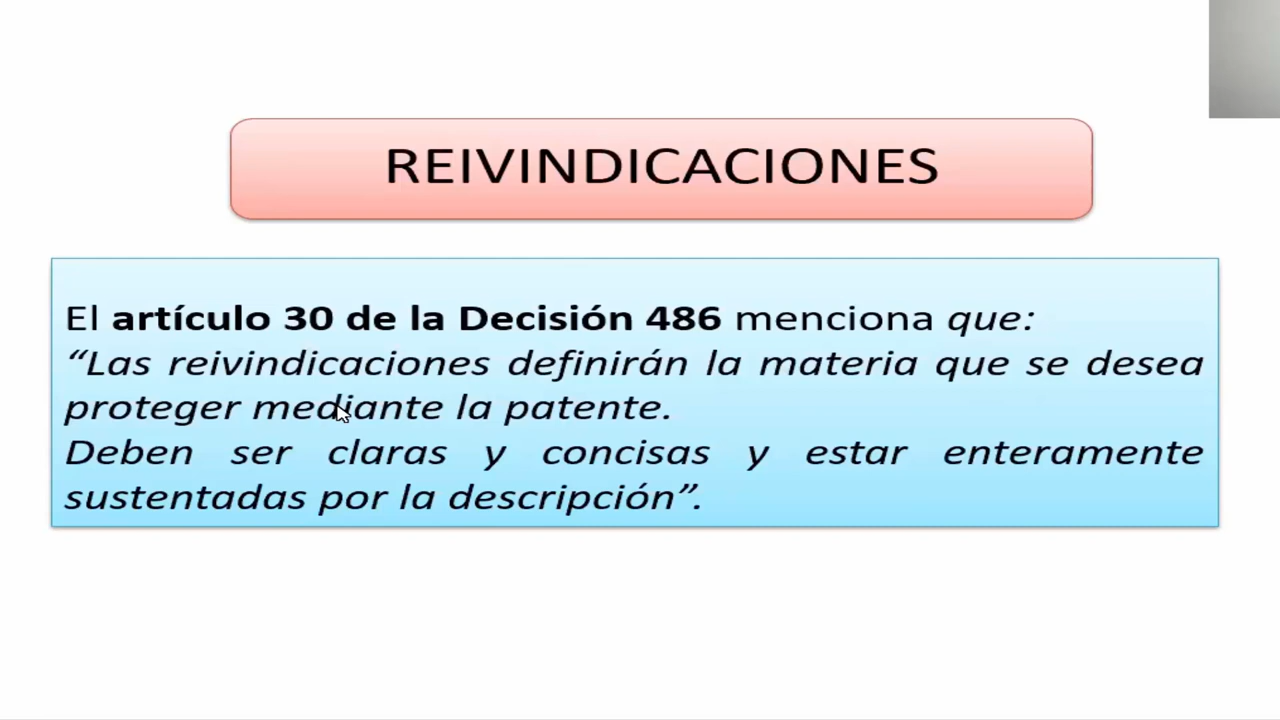 REIVINDICACIONES
El artículo 30 de la Decisión 486 menciona que:
“Las reivindicaciones definirán la materia que se desea
proteger mediante la patente.
Deben ser claras y concisas y estar enteramente
sustentadas por la descripción”.